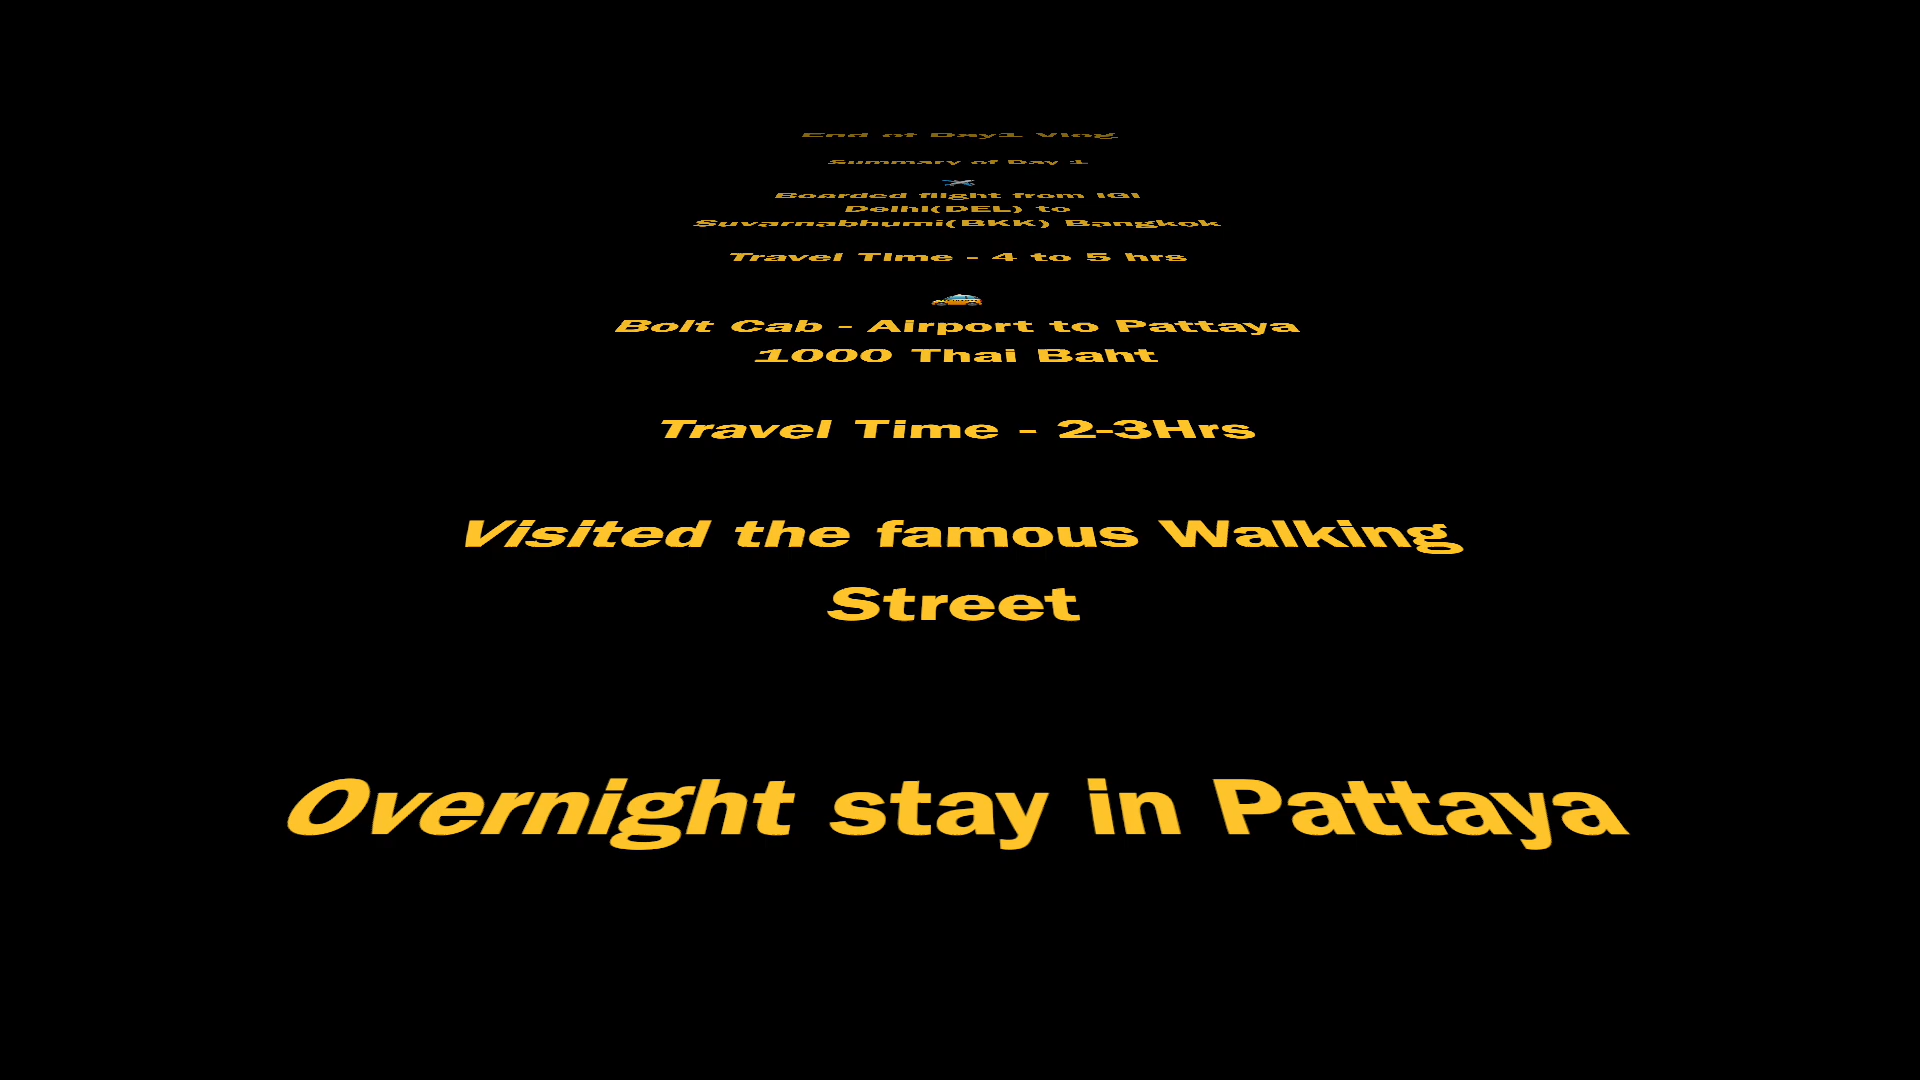 End of Day1 Vlog
Summary of Day 1
Boarded flight from IGI
Delhi(DEL) to
Suvarnabhumi(BKK) Bangkok
Travel Time - 4 to 5 hrs
Bolt Cab - Airport to Pattaya
1000 Thai Baht
Travel Time - 2-3Hrs
Visited the famous Walking
Street
Overnight stay in Pattaya